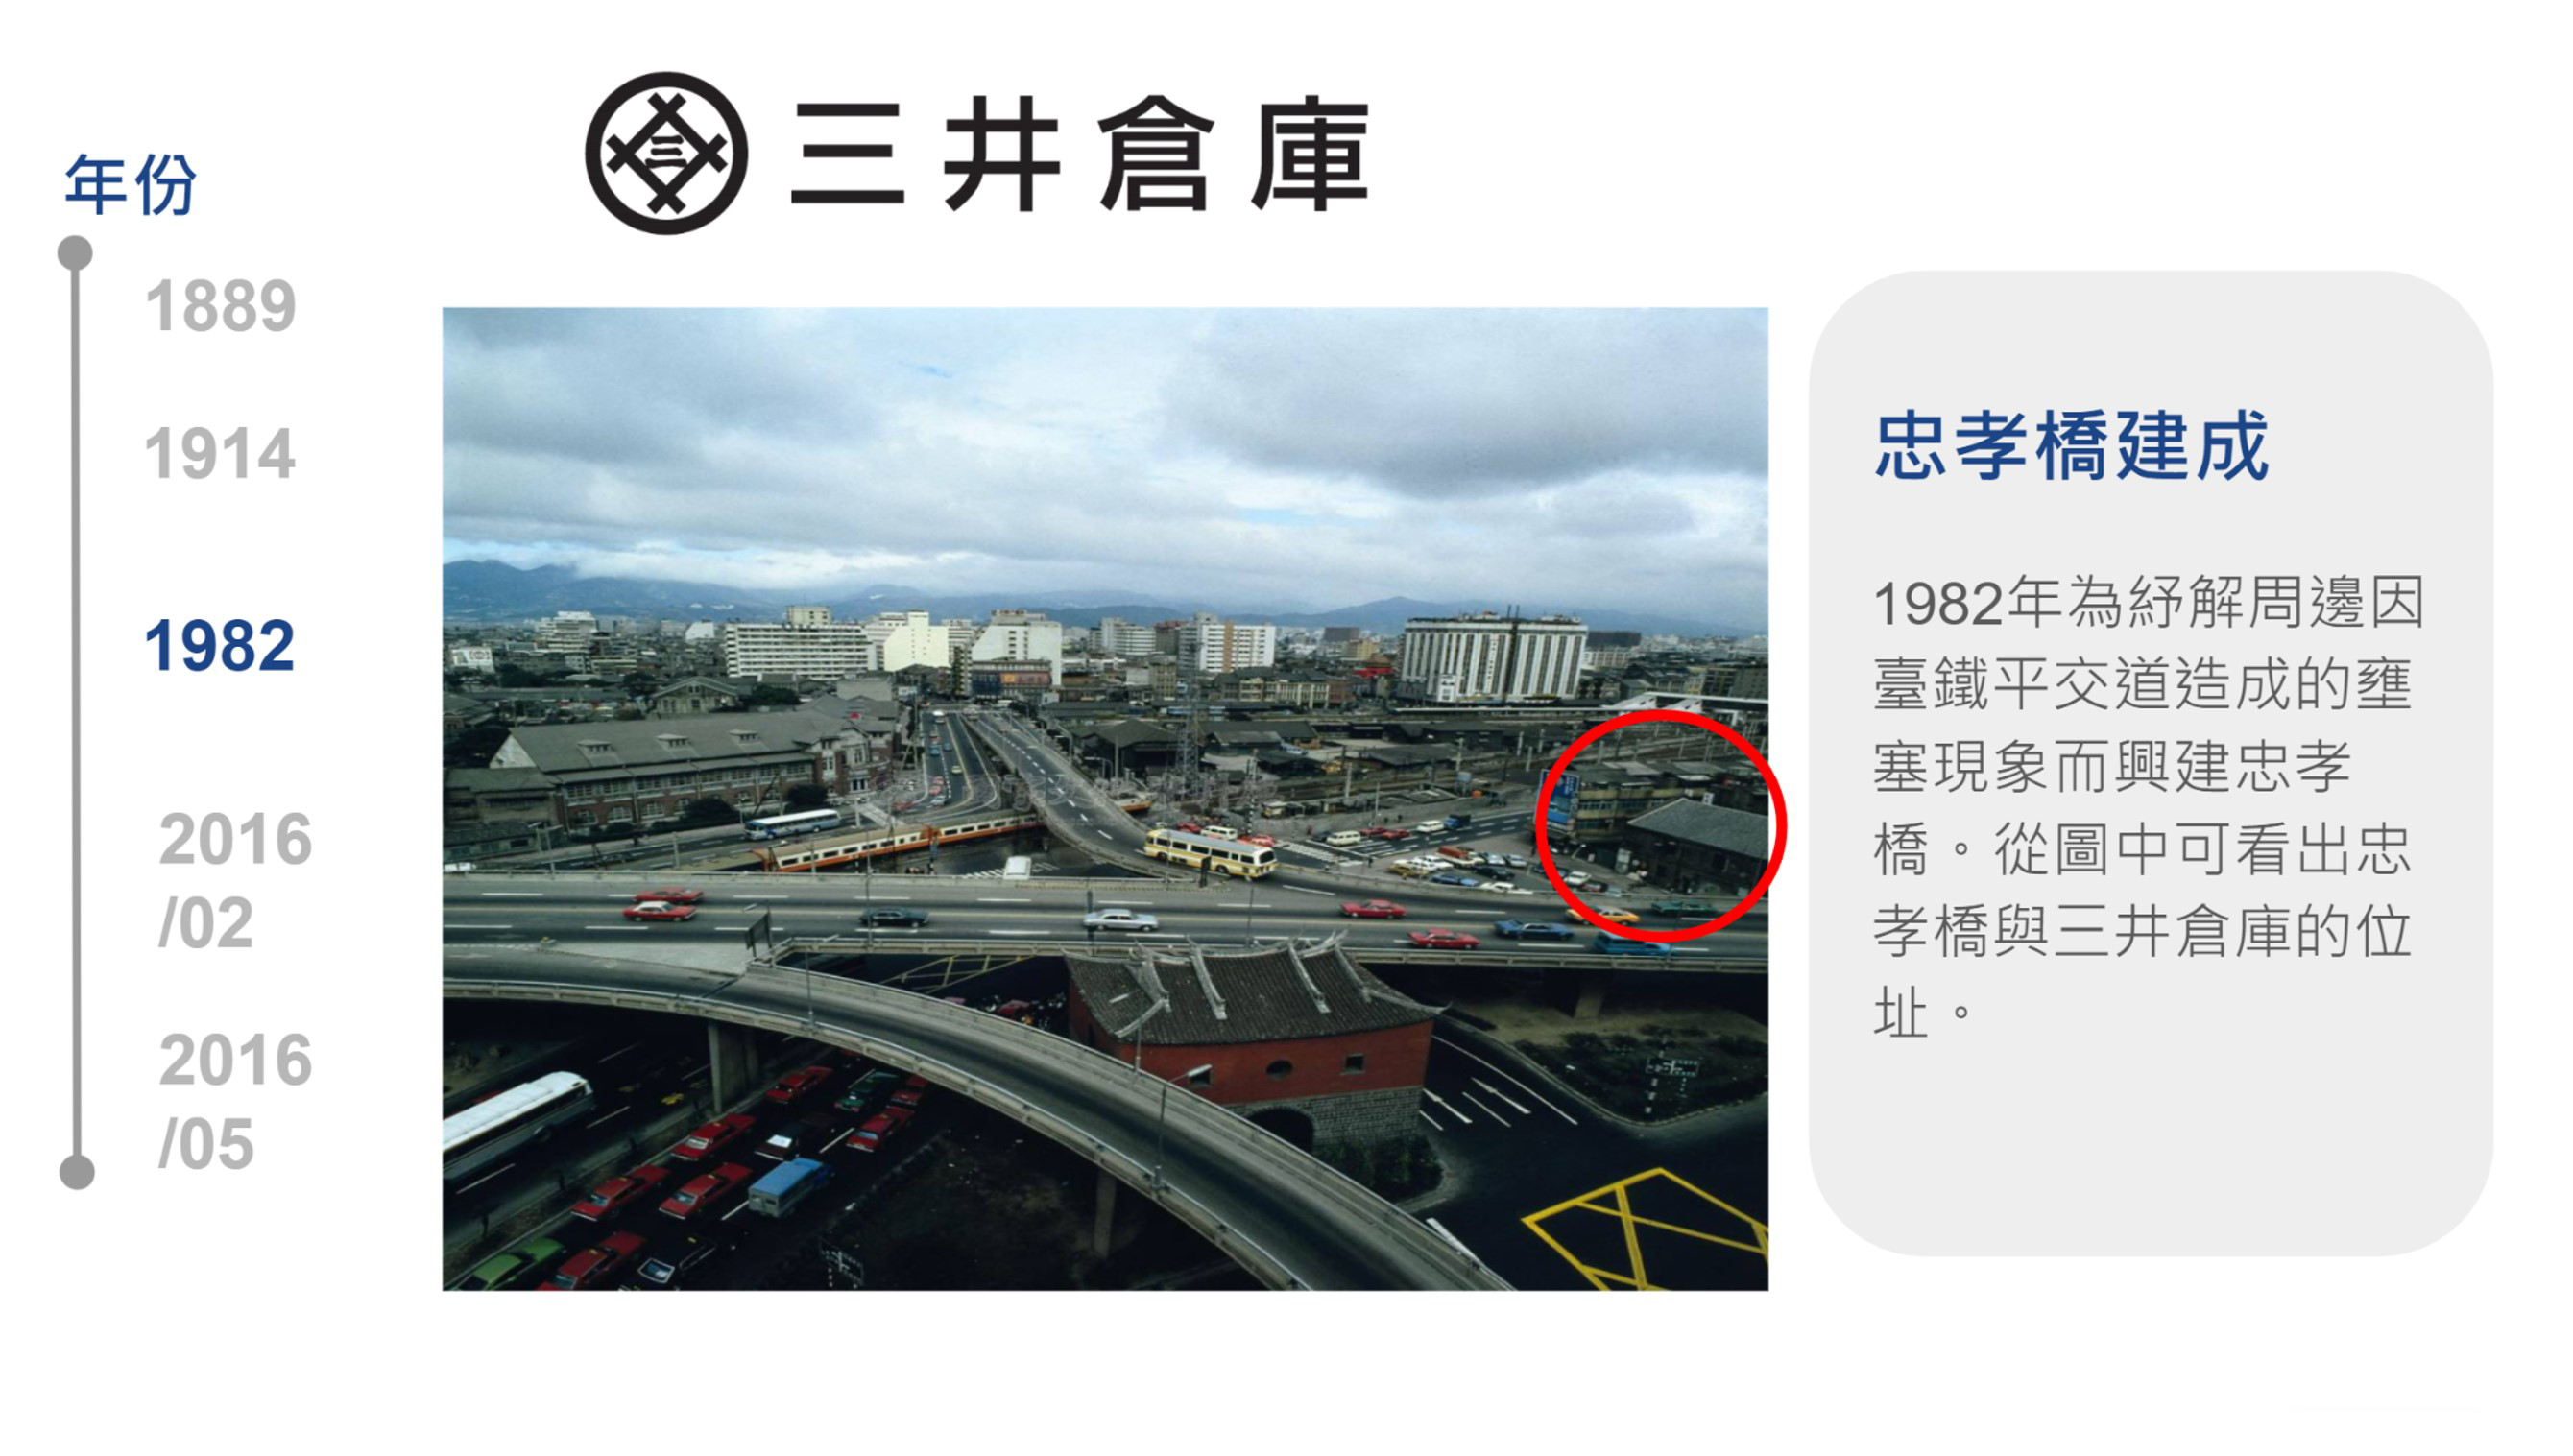 三
三井倉庫
年份
1889
1914
1982
2016
/02
2016
/05
忠孝橋建成
1982年為紓解周邊因
臺鐵平交道造成的壅
塞現象而興建忠孝
橋。從圖中可看出忠
孝橋與三井倉庫的位
址。